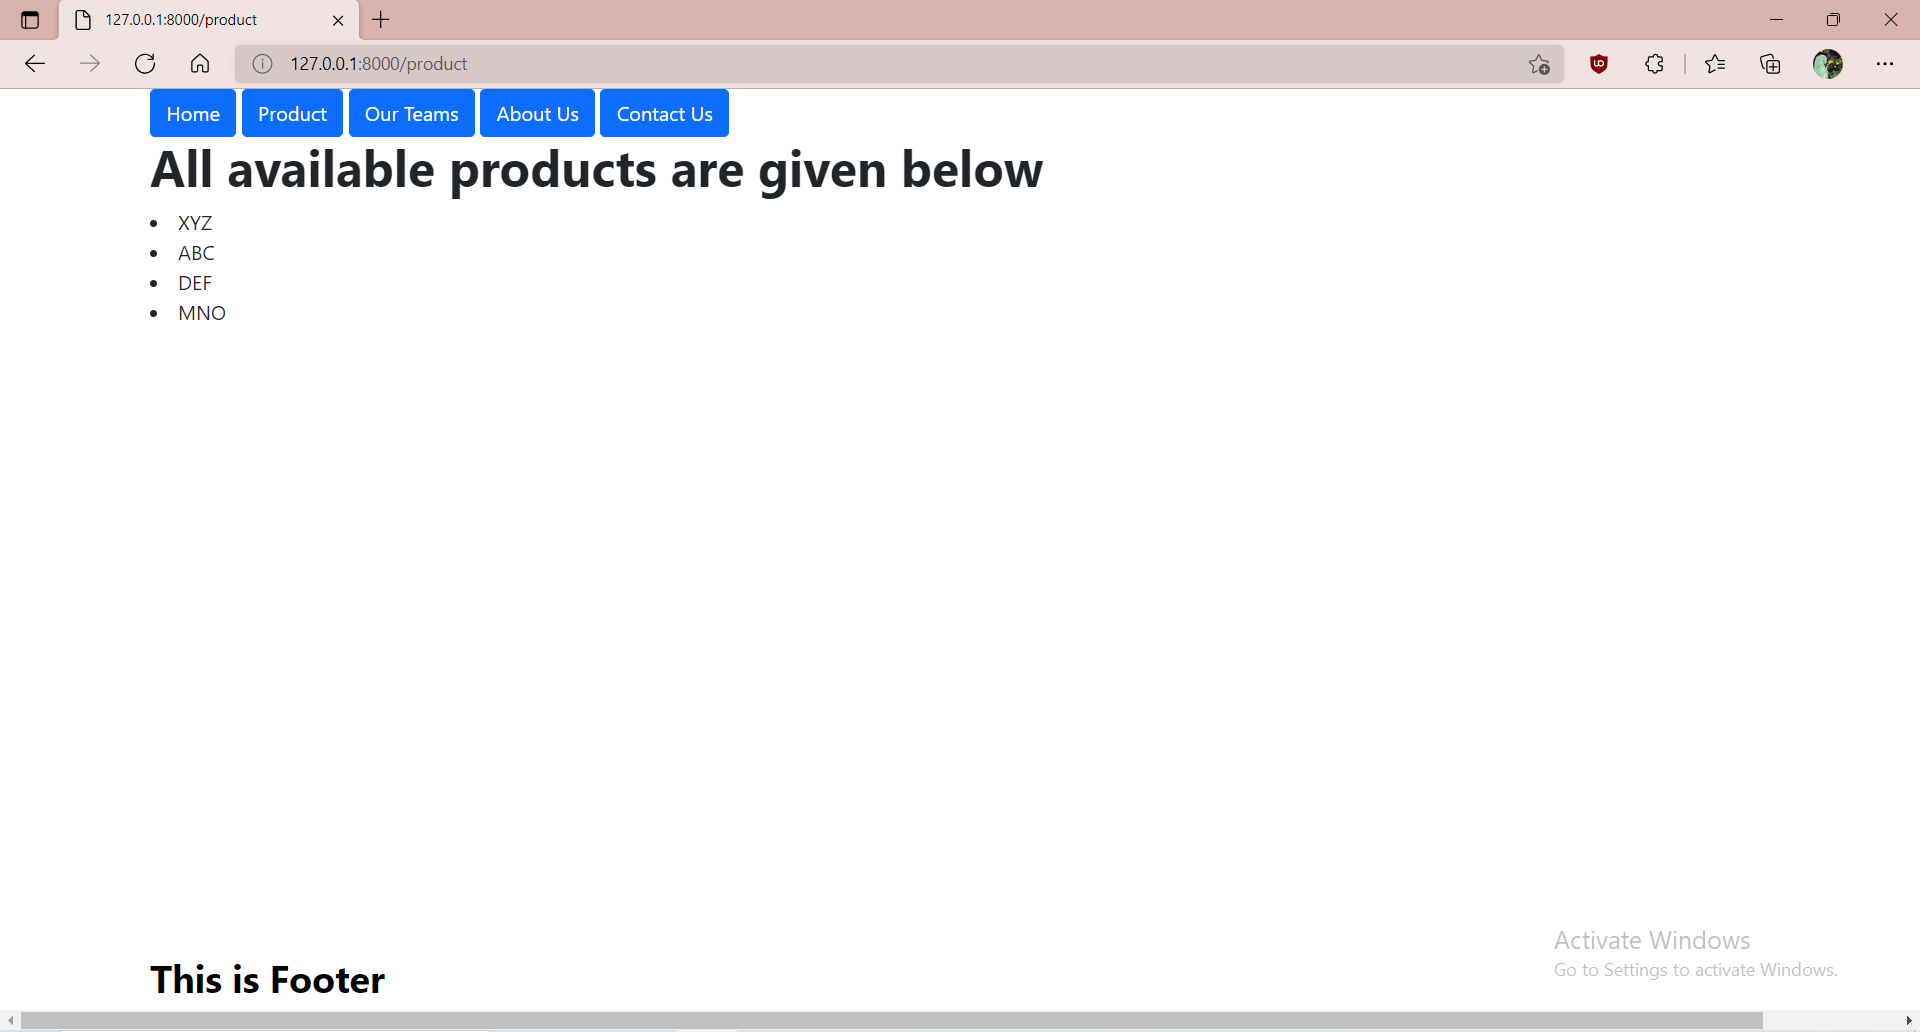 127.0.0.1:8000/product
127.0.0.1:8000/product
Home Product Our Teams About Us Contact Us
All available products are given below
XYZ
ABC
DEF
MNO
This is Footer
Activate Windows
Go to Settings to activate Windows.